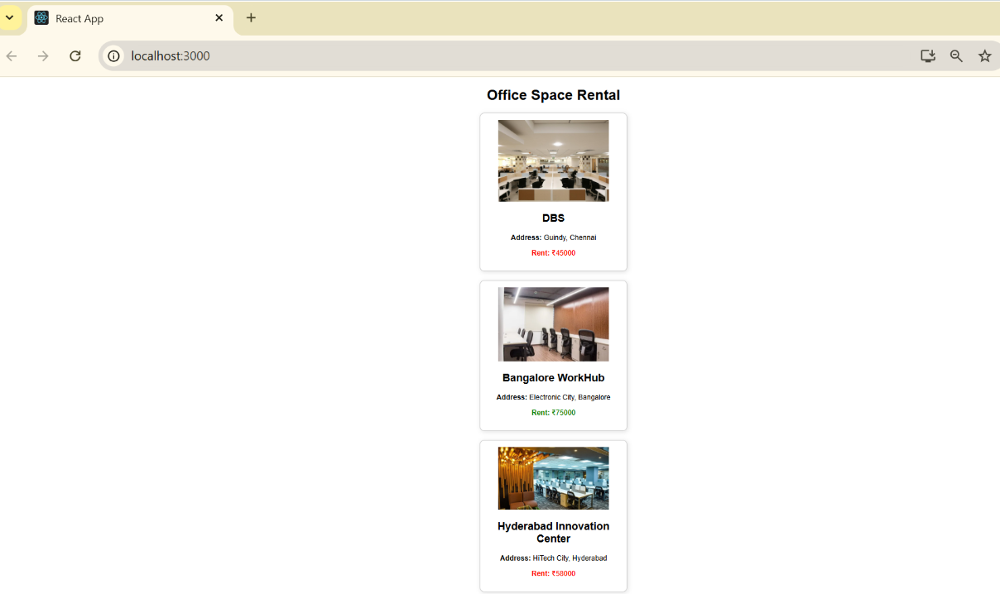 React App
localhost:3000
Office Space Rental
DBS
Address: Guindy, Chennai
Rent: ₹45000
Bangalore WorkHub
Address: Electronic City, Bangalore
Rent: ₹75000
Hyderabad Innovation
Center
Address: HiTech City, Hyderabad
Rent: ₹58000